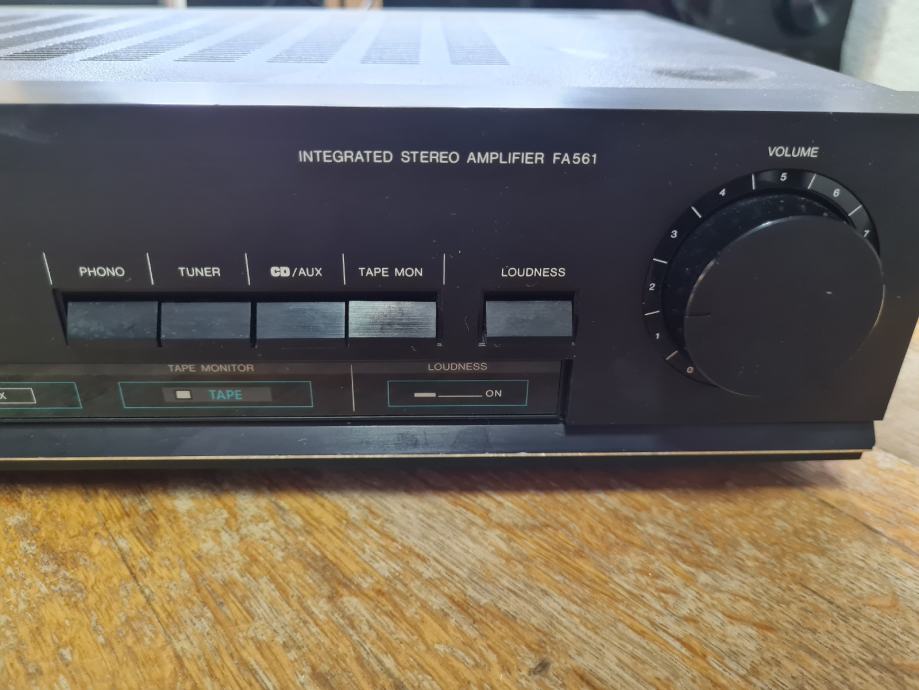 INTEGRATED STEREO AMPLIFIER FA561
VOLUME
0 1 2 3 4 5 6 7
PHONO TUNER CD/AUX TAPE MON LOUDNESS
TAPE MONITOR LOUDNESS
X TAPE ON